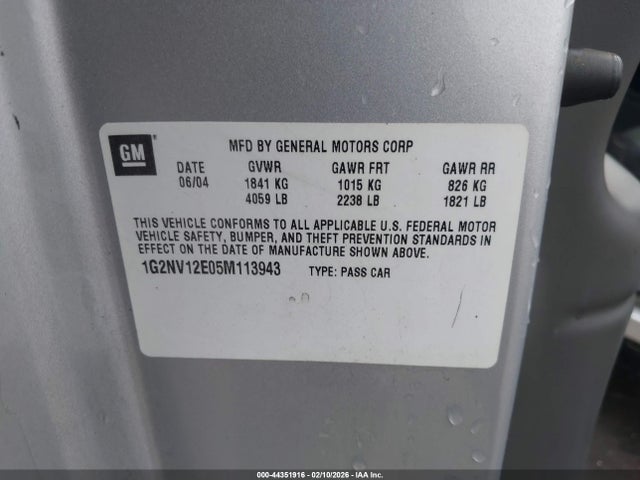 GM
MFD BY GENERAL MOTORS CORP
DATE GVWR GAWR FRT GAWR RR
06/04 1841 KG 1015 KG 826 KG
4059 LB 2238 LB 1821 LB
THIS VEHICLE CONFORMS TO ALL APPLICABLE U.S. FEDERAL MOTOR
VEHICLE SAFETY, BUMPER, AND THEFT PREVENTION STANDARDS IN
EFFECT ON THE DATE OF MANUFACTURE SHOWN ABOVE.
1G2NV12E05M113943 TYPE: PASS CAR
000-44351916 - 02/10/2026 - IAAI.COM